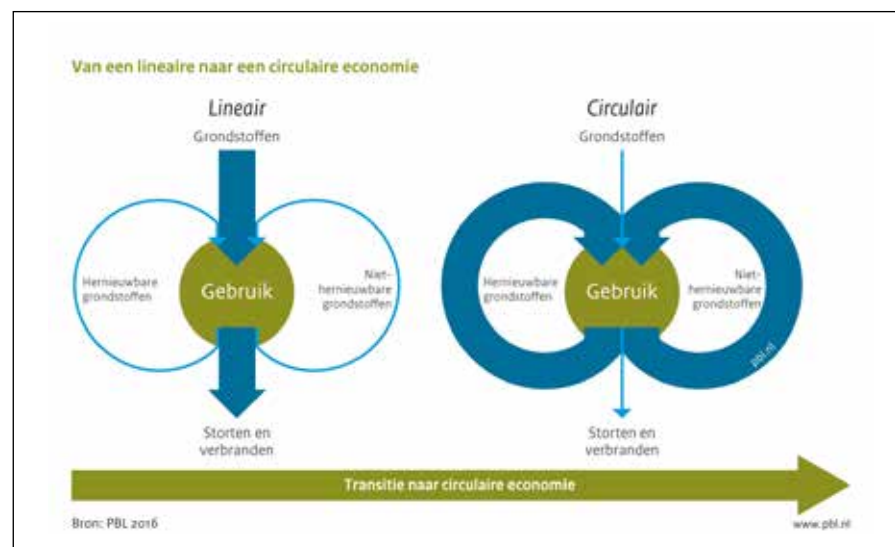 Van een lineaire naar een circulaire economie
Lineair
Grondstoffen
Hernieuwbare
grondstoffen
Gebruik
Niet-
hernieuwbare
grondstoffen
Storten en
verbranden
Circulair
Grondstoffen
Hernieuwbare
grondstoffen
Gebruik
Niet-
hernieuwbare
grondstoffen
pbl.nl
Storten en
verbranden
Transitie naar circulaire economie
Bron: PBL 2016
www.pbl.nl